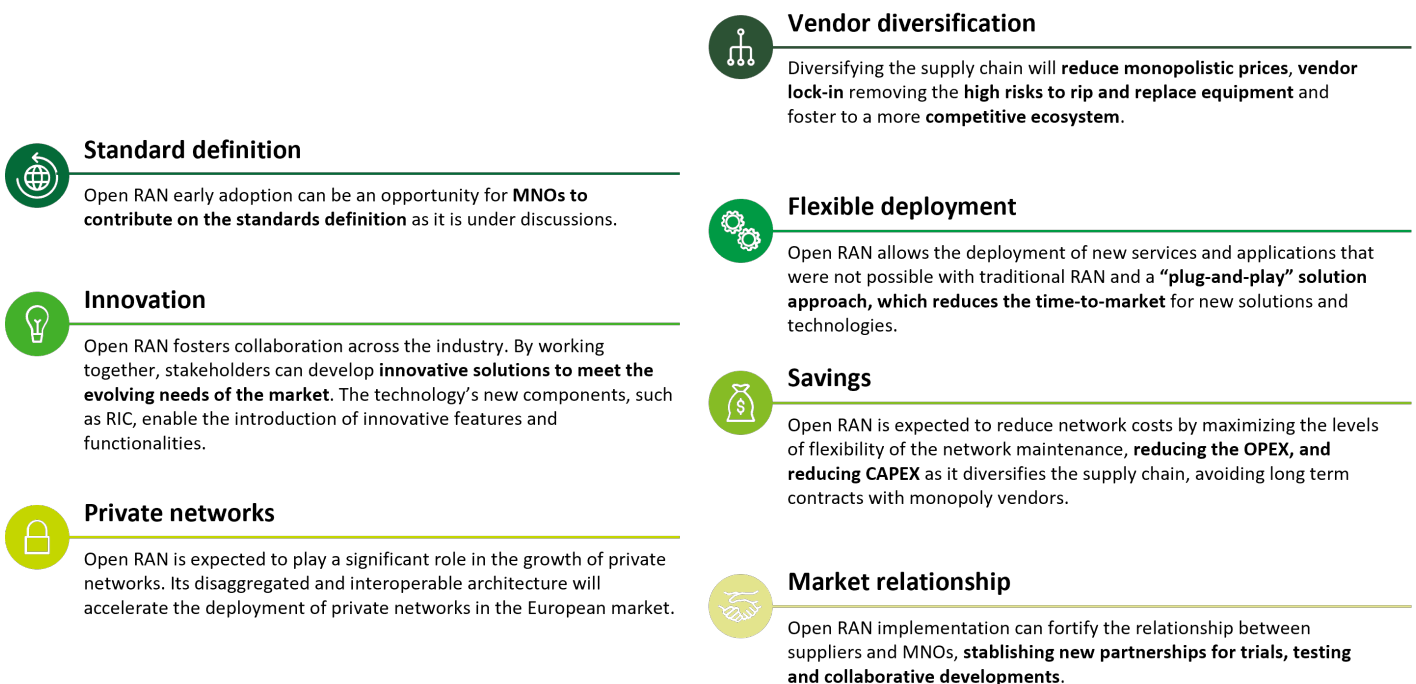 Standard definition
Open RAN early adoption can be an opportunity for MNOs to
contribute on the standards definition as it is under discussions.
Innovation
Open RAN fosters collaboration across the industry. By working
together, stakeholders can develop innovative solutions to meet the
evolving needs of the market. The technology's new components, such
as RIC, enable the introduction of innovative features and
functionalities.
Private networks
Open RAN is expected to play a significant role in the growth of private
networks. Its disaggregated and interoperable architecture will
accelerate the deployment of private networks in the European market.
Vendor diversification
Diversifying the supply chain will reduce monopolistic prices, vendor
lock-in removing the high risks to rip and replace equipment and
foster to a more competitive ecosystem.
Flexible deployment
Open RAN allows the deployment of new services and applications that
were not possible with traditional RAN and a “plug-and-play” solution
approach, which reduces the time-to-market for new solutions and
technologies.
Savings
$
Open RAN is expected to reduce network costs by maximizing the levels
of flexibility of the network maintenance, reducing the OPEX, and
reducing CAPEX as it diversifies the supply chain, avoiding long term
contracts with monopoly vendors.
Market relationship
Open RAN implementation can fortify the relationship between
suppliers and MNOs, stablishing new partnerships for trials, testing
and collaborative developments.